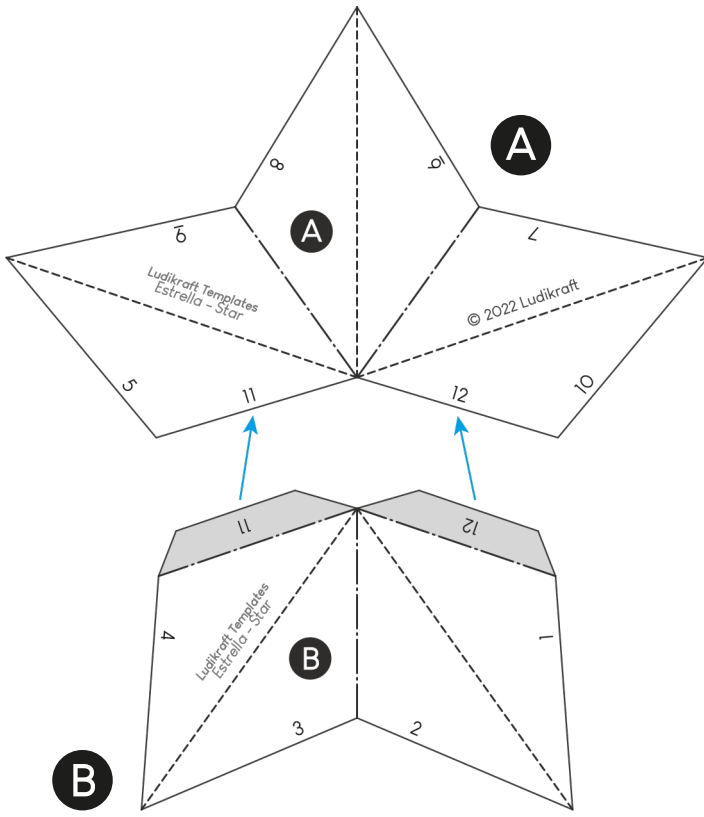 8
9
A
A
6
7
Ludikraft Templates
Estrella - Star
© 2022 Ludikraft
5
11
12
10
11
12
4
Ludikraft Templates
Estrella - Star
B
1
3
2
B